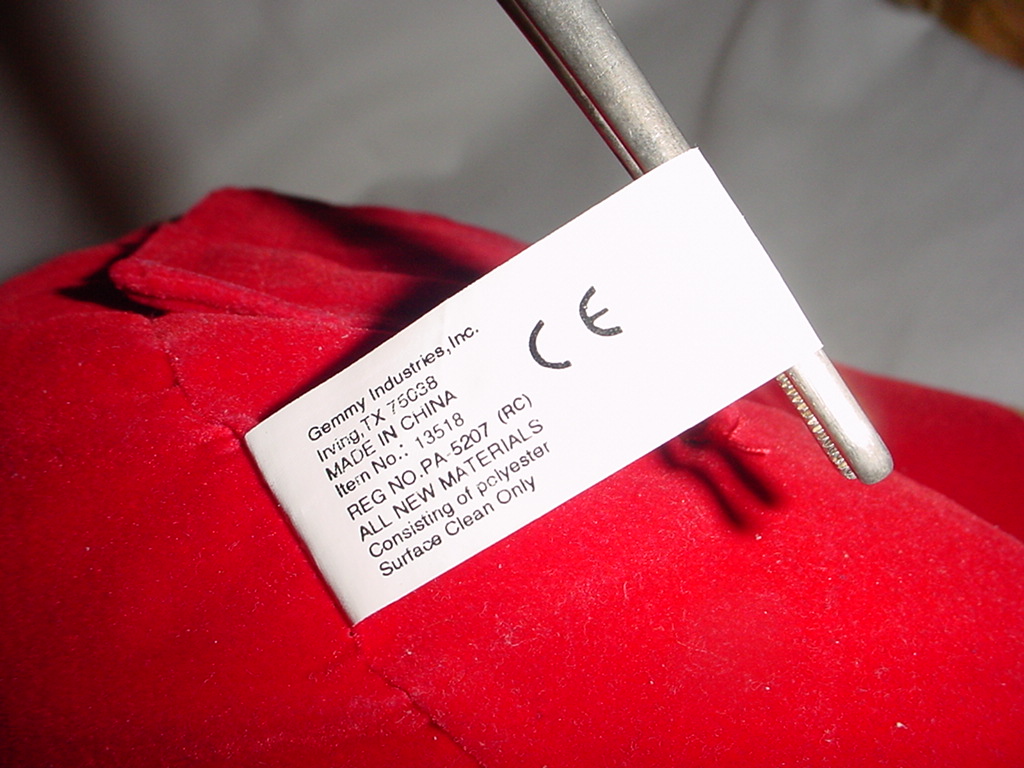 Gemmy Industries, Inc.
Irving, TX 75038
MADE IN CHINA
Item No.: 13518
REG NO.PA-5207 (RC)
ALL NEW MATERIALS
Consisting of polyester
Surface Clean Only
CE